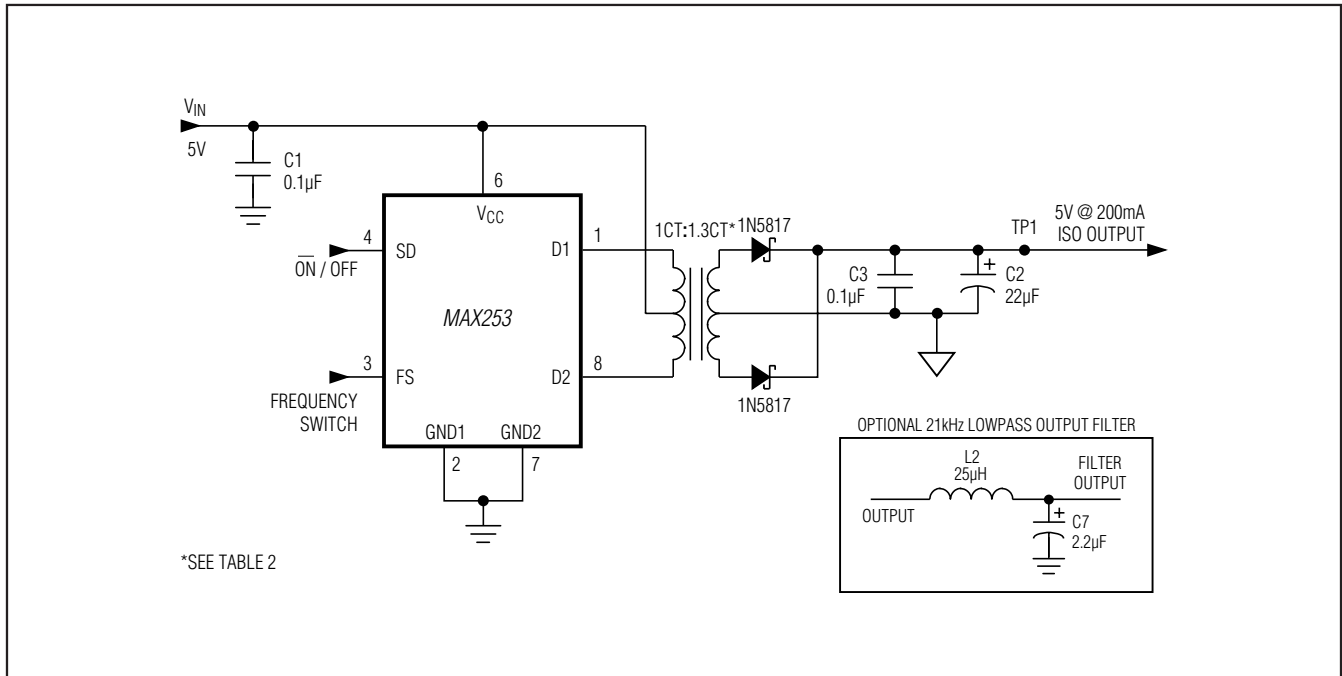 VIN
5V
C1
0.1µF
6
VCC
4
SD
ON / OFF
D1
1
1CT:1.3CT*
1N5817
MAX253
3
FS
FREQUENCY
SWITCH
D2
8
GND1
GND2
2
7
1N5817
C3
0.1µF
+
C2
22µF
TP1
5V @ 200mA
ISO OUTPUT
OPTIONAL 21kHz LOWPASS OUTPUT FILTER
L2
25µH
FILTER
OUTPUT
OUTPUT
+
C7
2.2µF
*SEE TABLE 2